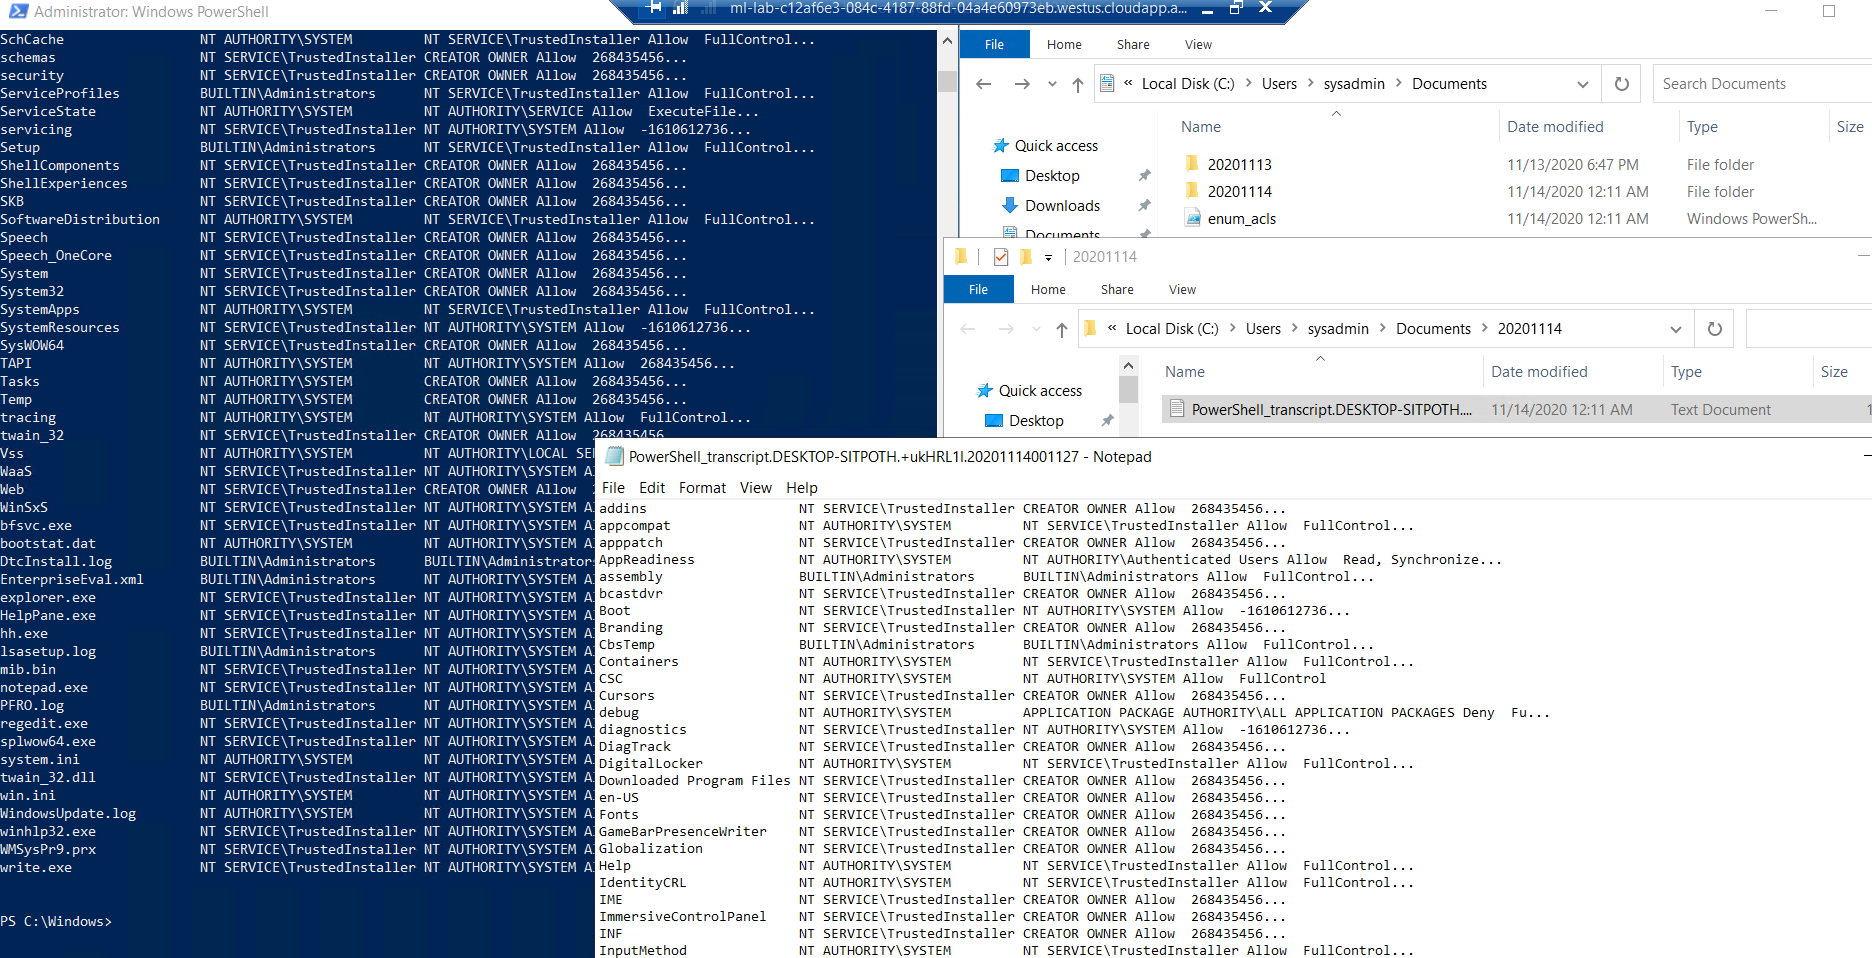 Administrator: Windows PowerShell
SchCache NT AUTHORITY\SYSTEM NT SERVICE\TrustedInstaller Allow FullControl...
schemas NT SERVICE\TrustedInstaller CREATOR OWNER Allow 268435456...
security NT SERVICE\TrustedInstaller CREATOR OWNER Allow 268435456...
ServiceProfiles BUILTIN\Administrators NT SERVICE\TrustedInstaller Allow FullControl...
ServiceState NT AUTHORITY\SYSTEM NT AUTHORITY\SERVICE Allow ExecuteFile...
servicing NT SERVICE\TrustedInstaller NT AUTHORITY\SYSTEM Allow -1610612736...
Setup BUILTIN\Administrators NT SERVICE\TrustedInstaller Allow FullControl...
ShellComponents NT SERVICE\TrustedInstaller CREATOR OWNER Allow 268435456...
ShellExperiences NT SERVICE\TrustedInstaller CREATOR OWNER Allow 268435456...
SKB NT SERVICE\TrustedInstaller CREATOR OWNER Allow 268435456...
SoftwareDistribution NT AUTHORITY\SYSTEM NT SERVICE\TrustedInstaller Allow FullControl...
Speech NT SERVICE\TrustedInstaller CREATOR OWNER Allow 268435456...
Speech_OneCore NT SERVICE\TrustedInstaller CREATOR OWNER Allow 268435456...
System NT SERVICE\TrustedInstaller CREATOR OWNER Allow 268435456...
System32 NT SERVICE\TrustedInstaller CREATOR OWNER Allow 268435456...
SystemApps NT AUTHORITY\SYSTEM NT SERVICE\TrustedInstaller Allow FullControl...
SystemResources NT SERVICE\TrustedInstaller NT AUTHORITY\SYSTEM Allow -1610612736...
SysWOW64 NT SERVICE\TrustedInstaller CREATOR OWNER Allow 268435456...
TAPI NT AUTHORITY\SYSTEM NT AUTHORITY\SYSTEM Allow 268435456...
Tasks NT AUTHORITY\SYSTEM CREATOR OWNER Allow 268435456...
Temp NT AUTHORITY\SYSTEM CREATOR OWNER Allow 268435456...
tracing NT AUTHORITY\SYSTEM NT AUTHORITY\SYSTEM Allow FullControl...
twain_32 NT SERVICE\TrustedInstaller CREATOR OWNER Allow 268435456
Vss NT AUTHORITY\SYSTEM NT AUTHORITY\LOCAL SE
WaaS NT SERVICE\TrustedInstaller NT AUTHORITY\SYSTEM A
Web NT SERVICE\TrustedInstaller CREATOR OWNER Allow
WinSxS NT SERVICE\TrustedInstaller NT AUTHORITY\SYSTEM A
bfsvc.exe NT SERVICE\TrustedInstaller NT AUTHORITY\SYSTEM A
bootstat.dat NT AUTHORITY\SYSTEM NT AUTHORITY\SYSTEM A
DtcInstall.log BUILTIN\Administrators BUILTIN\Administrator
EnterpriseEval.xml BUILTIN\Administrators NT AUTHORITY\SYSTEM A
explorer.exe NT SERVICE\TrustedInstaller NT AUTHORITY\SYSTEM A
HelpPane.exe NT SERVICE\TrustedInstaller NT AUTHORITY\SYSTEM A
hh.exe NT SERVICE\TrustedInstaller NT AUTHORITY\SYSTEM A
lsasetup.log BUILTIN\Administrators NT AUTHORITY\SYSTEM A
mib.bin NT SERVICE\TrustedInstaller NT AUTHORITY\SYSTEM A
notepad.exe NT SERVICE\TrustedInstaller NT AUTHORITY\SYSTEM A
PFRO.log BUILTIN\Administrators NT AUTHORITY\SYSTEM A
regedit.exe NT SERVICE\TrustedInstaller NT AUTHORITY\SYSTEM A
splwow64.exe NT SERVICE\TrustedInstaller NT AUTHORITY\SYSTEM A
system.ini NT AUTHORITY\SYSTEM NT AUTHORITY\SYSTEM A
twain_32.dll NT SERVICE\TrustedInstaller NT AUTHORITY\SYSTEM A
win.ini NT AUTHORITY\SYSTEM NT AUTHORITY\SYSTEM A
WindowsUpdate.log NT AUTHORITY\SYSTEM NT AUTHORITY\SYSTEM A
winhlp32.exe NT SERVICE\TrustedInstaller NT AUTHORITY\SYSTEM A
WMSysPr9.prx NT SERVICE\TrustedInstaller NT AUTHORITY\SYSTEM A
write.exe NT SERVICE\TrustedInstaller NT AUTHORITY\SYSTEM A
PS C:\Windows>
ml-lab-c12af6e3-084c-4187-88fd-04a4e60973eb.westus.cloudapp.a...
File Home Share View
« Local Disk (C:) > Users > sysadmin > Documents Search Documents
Name Date modified Type Size
Quick access
Desktop
Downloads
Documents
20201113 11/13/2020 6:47 PM File folder
20201114 11/14/2020 12:11 AM File folder
enum_acls 11/14/2020 12:11 AM Windows PowerSh...
20201114
File Home Share View
« Local Disk (C:) > Users > sysadmin > Documents > 20201114
Name Date modified Type Size
Quick access
Desktop
PowerShell_transcript.DESKTOP-SITPOTH.... 11/14/2020 12:11 AM Text Document 1
PowerShell_transcript.DESKTOP-SITPOTH.+ukHRL1I.20201114001127 - Notepad
File Edit Format View Help
addins NT SERVICE\TrustedInstaller CREATOR OWNER Allow 268435456...
appcompat NT AUTHORITY\SYSTEM NT SERVICE\TrustedInstaller Allow FullControl...
apppatch NT SERVICE\TrustedInstaller CREATOR OWNER Allow 268435456...
AppReadiness NT AUTHORITY\SYSTEM NT AUTHORITY\Authenticated Users Allow Read, Synchronize...
assembly BUILTIN\Administrators BUILTIN\Administrators Allow FullControl...
bcastdvr NT SERVICE\TrustedInstaller CREATOR OWNER Allow 268435456...
Boot NT SERVICE\TrustedInstaller NT AUTHORITY\SYSTEM Allow -1610612736...
Branding NT SERVICE\TrustedInstaller CREATOR OWNER Allow 268435456...
CbsTemp BUILTIN\Administrators BUILTIN\Administrators Allow FullControl...
Containers NT AUTHORITY\SYSTEM NT SERVICE\TrustedInstaller Allow FullControl...
CSC NT AUTHORITY\SYSTEM NT AUTHORITY\SYSTEM Allow FullControl
Cursors NT SERVICE\TrustedInstaller CREATOR OWNER Allow 268435456...
debug NT AUTHORITY\SYSTEM APPLICATION PACKAGE AUTHORITY\ALL APPLICATION PACKAGES Deny Fu...
diagnostics NT SERVICE\TrustedInstaller NT AUTHORITY\SYSTEM Allow -1610612736...
DiagTrack NT SERVICE\TrustedInstaller CREATOR OWNER Allow 268435456...
DigitalLocker NT AUTHORITY\SYSTEM NT SERVICE\TrustedInstaller Allow FullControl...
Downloaded Program Files NT SERVICE\TrustedInstaller CREATOR OWNER Allow 268435456...
en-US NT SERVICE\TrustedInstaller CREATOR OWNER Allow 268435456...
Fonts NT SERVICE\TrustedInstaller CREATOR OWNER Allow 268435456...
GameBarPresenceWriter NT SERVICE\TrustedInstaller CREATOR OWNER Allow 268435456...
Globalization NT SERVICE\TrustedInstaller CREATOR OWNER Allow 268435456...
Help NT AUTHORITY\SYSTEM NT SERVICE\TrustedInstaller Allow FullControl...
IdentityCRL NT AUTHORITY\SYSTEM NT SERVICE\TrustedInstaller Allow FullControl...
IME NT SERVICE\TrustedInstaller CREATOR OWNER Allow 268435456...
ImmersiveControlPanel NT SERVICE\TrustedInstaller CREATOR OWNER Allow 268435456...
INF NT SERVICE\TrustedInstaller CREATOR OWNER Allow 268435456...
InputMethod NT AUTHORITY\SYSTEM NT SERVICE\TrustedInstaller Allow FullControl...